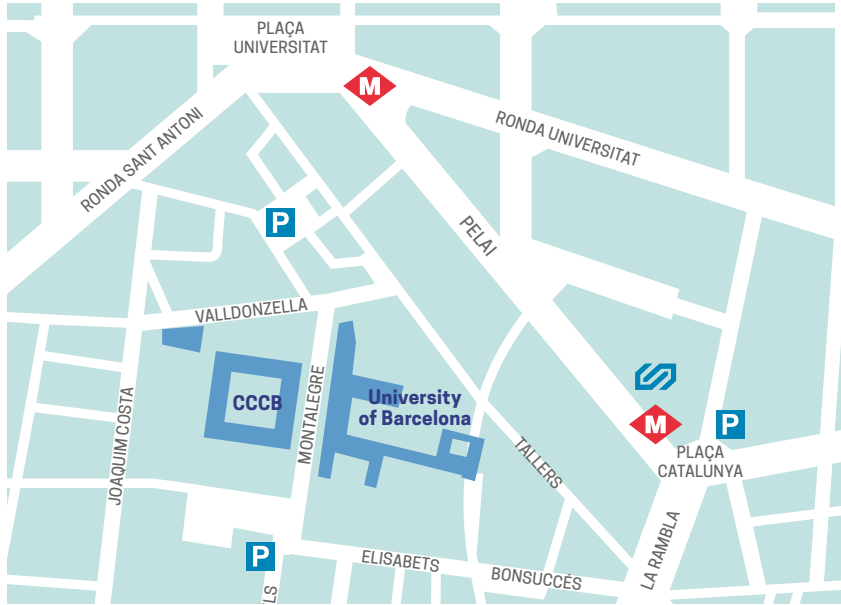 PLAÇA
UNIVERSITAT
M
RONDA UNIVERSITAT
RONDA SANT ANTONI
P
PELAI
VALLDONZELLA
CCCB
MONTALEGRE
University
of Barcelona
JOAQUIM COSTA
TALLERS
M
P
PLAÇA
CATALUNYA
LA RAMBLA
P
ELISABETS
BONSUCCÉS
LS